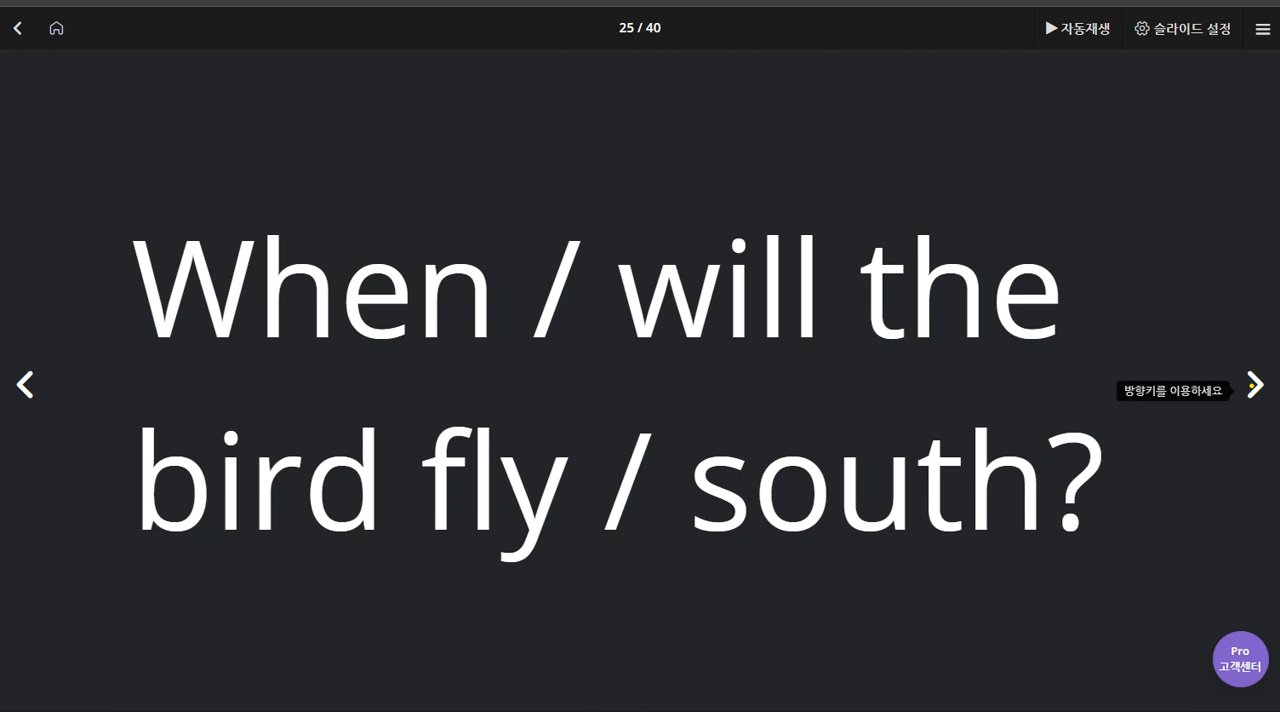 25 / 40
자동재생
슬라이드 설정
When / will the
bird fly / south?
방향키를 이용하세요
Pro
고객센터